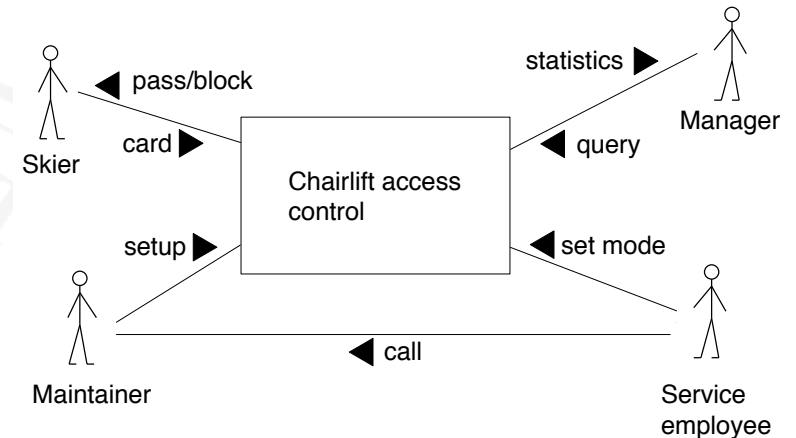 statistics
pass/block
Manager
card
query
Skier
Chairlift access
control
setup
set mode
call
Maintainer
Service
employee